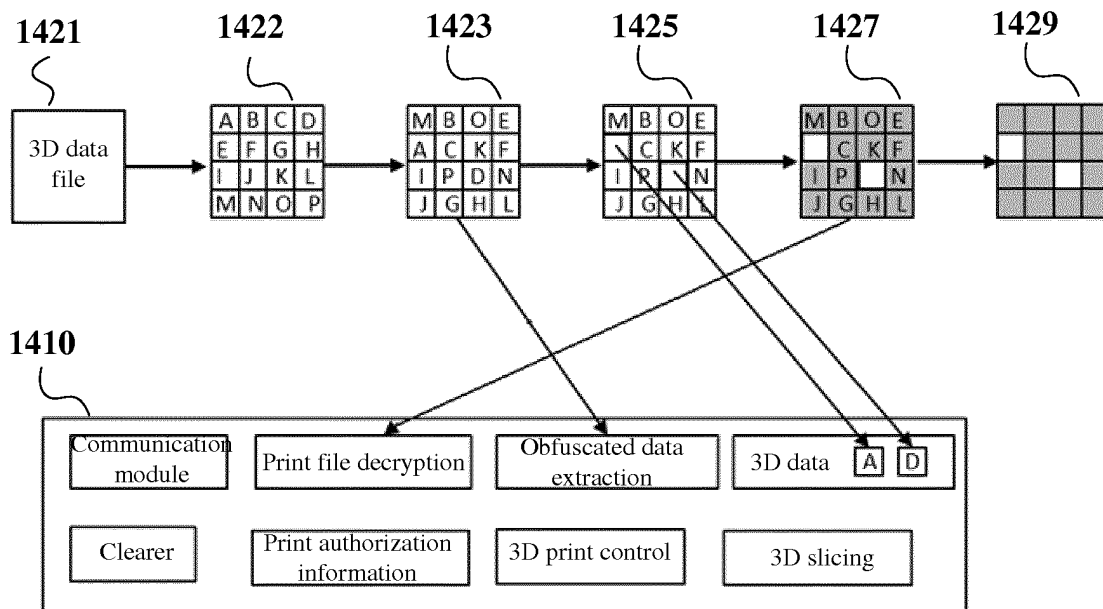 1421 1422 1423 1425 1427 1429
3D data
file
A B C D
E F G H
I J K L
M N O P
M B O E
A C K F
I P D N
J G H L
M B O E
C K F
I P N
J G H L
M B O E
C K F
I P N
J G H L
1410
Communication
module
Print file decryption
Obfuscated data
extraction
3D data A D
Clearer
Print authorization
information
3D print control
3D slicing